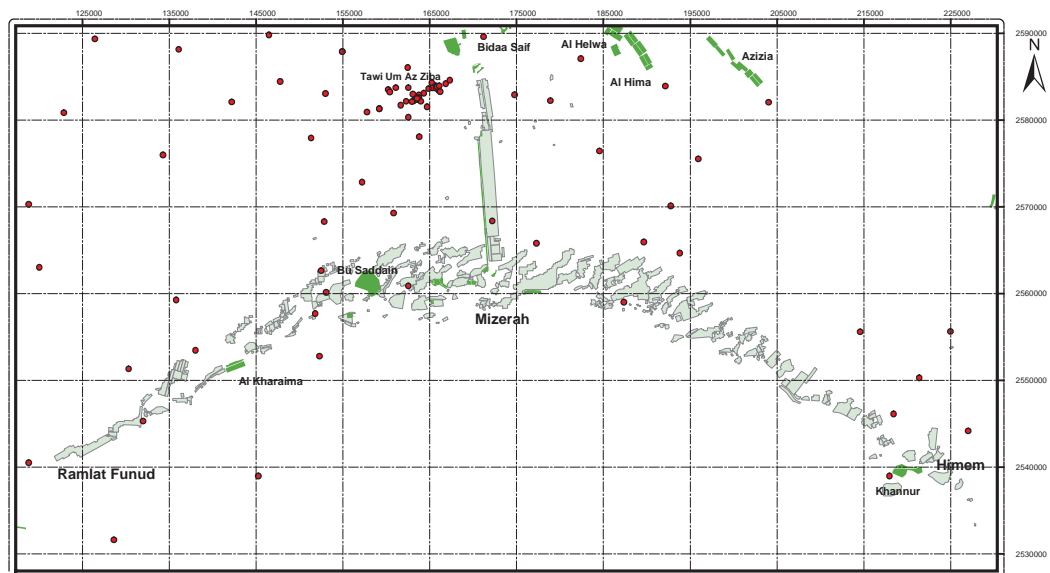 125000 135000 145000 155000 165000 175000 185000 195000 205000 215000 225000
2590000
N
Bidaa Saif
Al Helwa
Azizia
Tawi Um Az Ziba
Al Hima
2580000
2570000
Bu Saddain
2560000
Mizerah
2550000
Al Kharaima
Ramlat Funud
2540000
Himem
Khannur
2530000